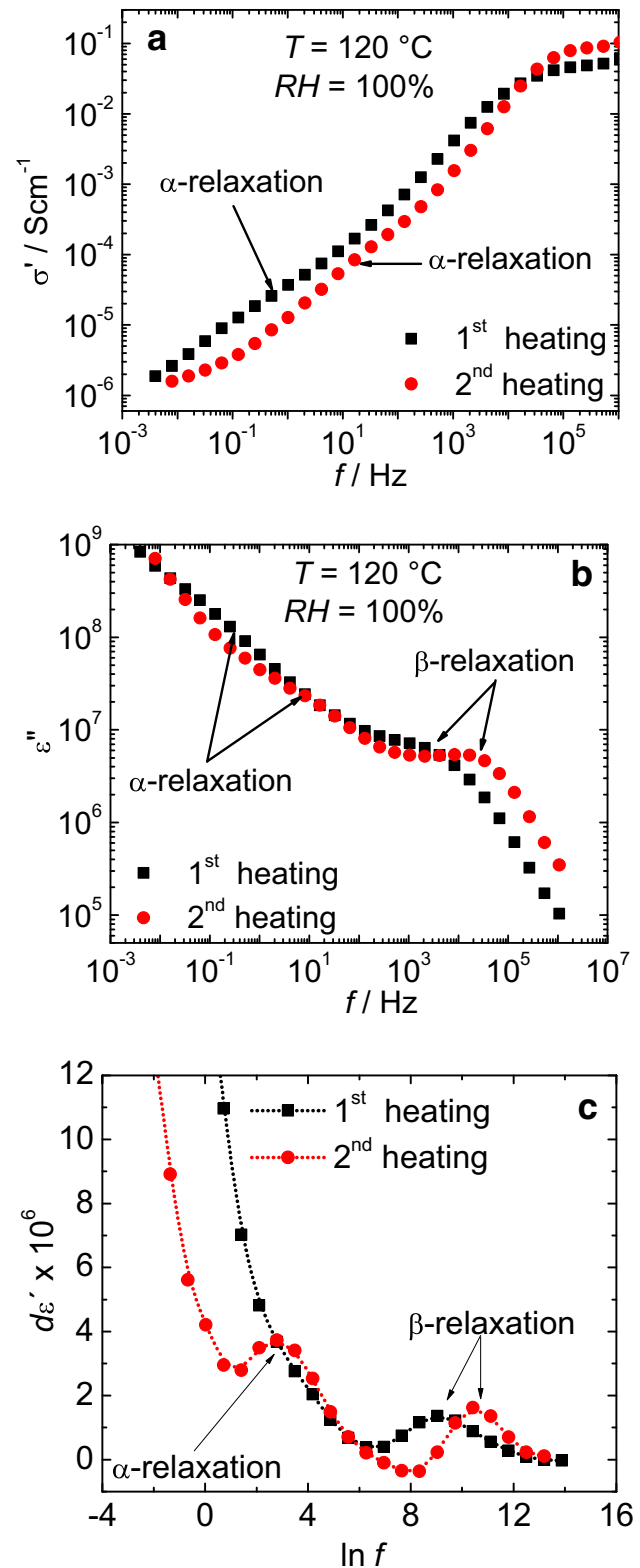 a
T = 120 °C
RH = 100%
10⁻¹
10⁻²
10⁻³
10⁻⁴
10⁻⁵
10⁻⁶
σ' / Scm⁻¹
α-relaxation
α-relaxation
1ˢᵗ heating
2ⁿᵈ heating
10⁻³ 10⁻¹ 10¹ 10³ 10⁵
f / Hz
b
T = 120 °C
RH = 100%
10⁹
10⁸
10⁷
10⁶
10⁵
ε"
β-relaxation
α-relaxation
1ˢᵗ heating
2ⁿᵈ heating
10⁻³ 10⁻¹ 10¹ 10³ 10⁵ 10⁷
f / Hz
c
1ˢᵗ heating
2ⁿᵈ heating
12
10
8
6
4
2
0
dε´ x 10⁶
β-relaxation
α-relaxation
-4 0 4 8 12 16
ln f